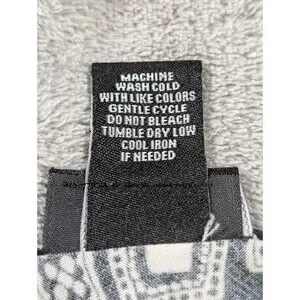 MACHINE
WASH COLD
WITH LIKE COLORS
GENTLE CYCLE
DO NOT BLEACH
TUMBLE DRY LOW
COOL IRON
IF NEEDED